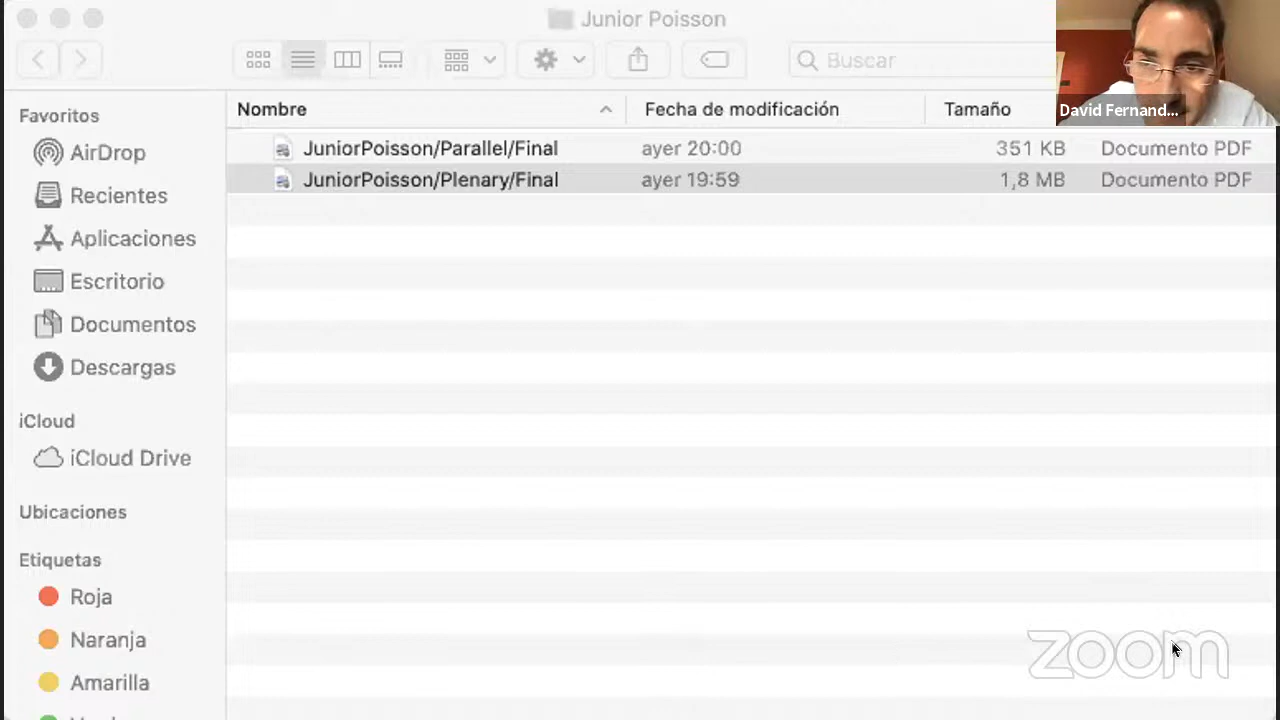 Junior Poisson
Buscar
David Fernand...
Favoritos
AirDrop
Recientes
Aplicaciones
Escritorio
Documentos
Descargas
iCloud
iCloud Drive
Ubicaciones
Etiquetas
Roja
Naranja
Amarilla
Nombre Fecha de modificación Tamaño
JuniorPoisson/Parallel/Final ayer 20:00 351 KB Documento PDF
JuniorPoisson/Plenary/Final ayer 19:59 1,8 MB Documento PDF
zoom